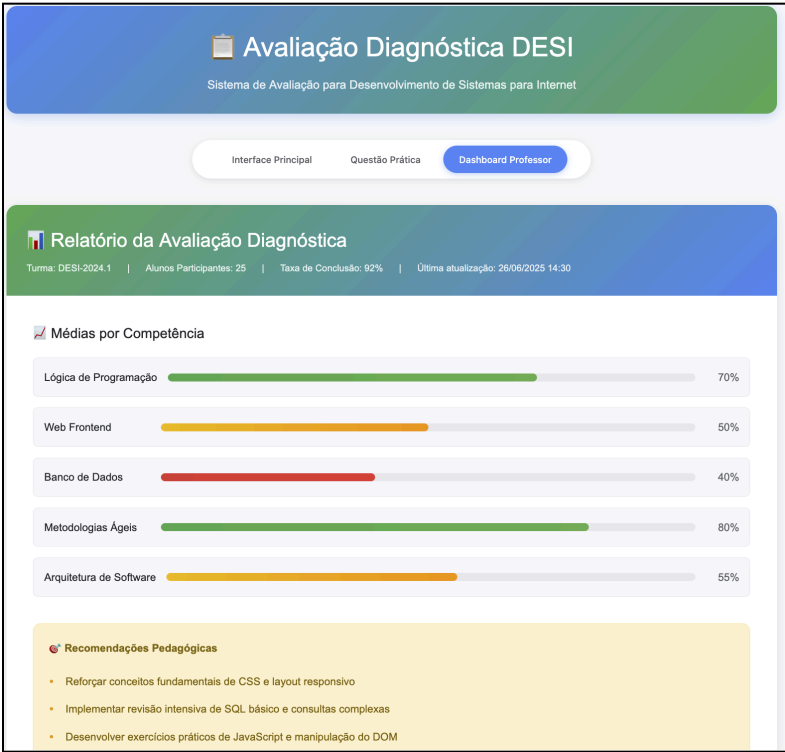 Avaliação Diagnóstica DESI
Sistema de Avaliação para Desenvolvimento de Sistemas para Internet
Interface Principal Questão Prática Dashboard Professor
Relatório da Avaliação Diagnóstica
Turma: DESI-2024.1 | Alunos Participantes: 25 | Taxa de Conclusão: 92% | Última atualização: 26/06/2025 14:30
Médias por Competência
Lógica de Programação 70%
Web Frontend 50%
Banco de Dados 40%
Metodologias Ágeis 80%
Arquitetura de Software 55%
Recomendações Pedagógicas
• Reforçar conceitos fundamentais de CSS e layout responsivo
• Implementar revisão intensiva de SQL básico e consultas complexas
• Desenvolver exercícios práticos de JavaScript e manipulação do DOM